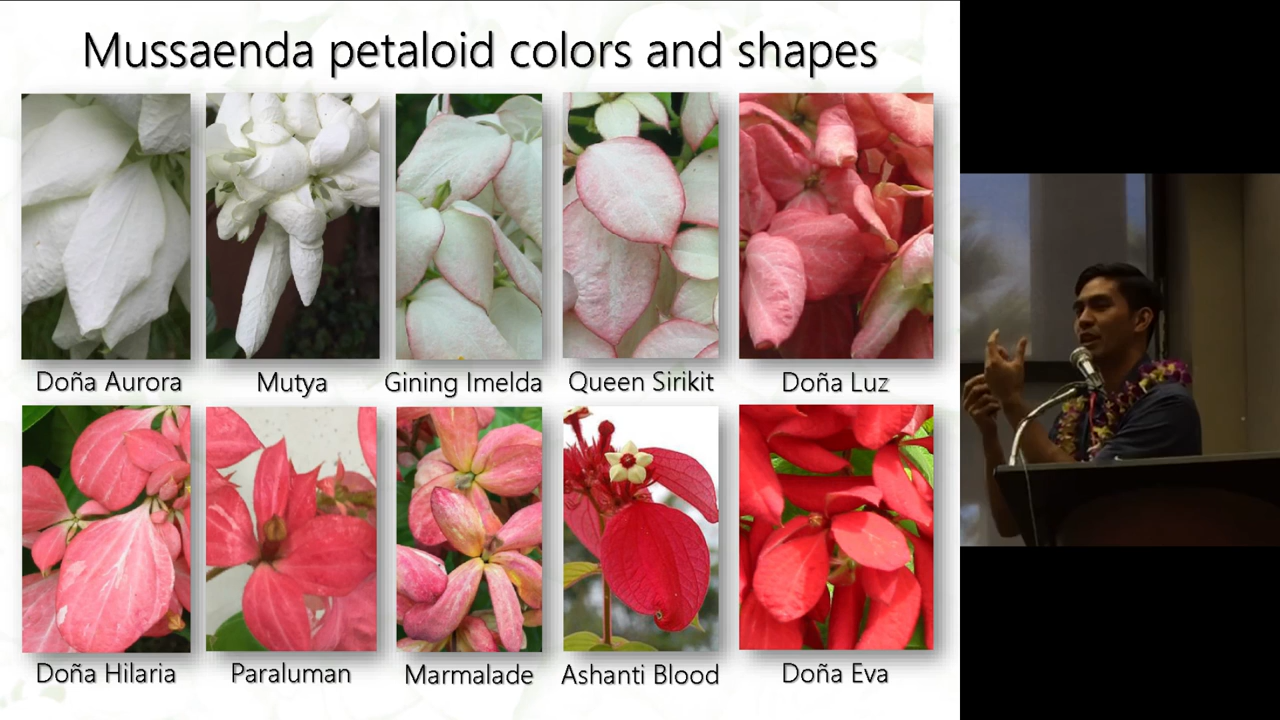 Mussaenda petaloid colors and shapes
Doña Aurora
Mutya
Gining Imelda
Queen Sirikit
Doña Luz
Doña Hilaria
Paraluman
Marmalade
Ashanti Blood
Doña Eva